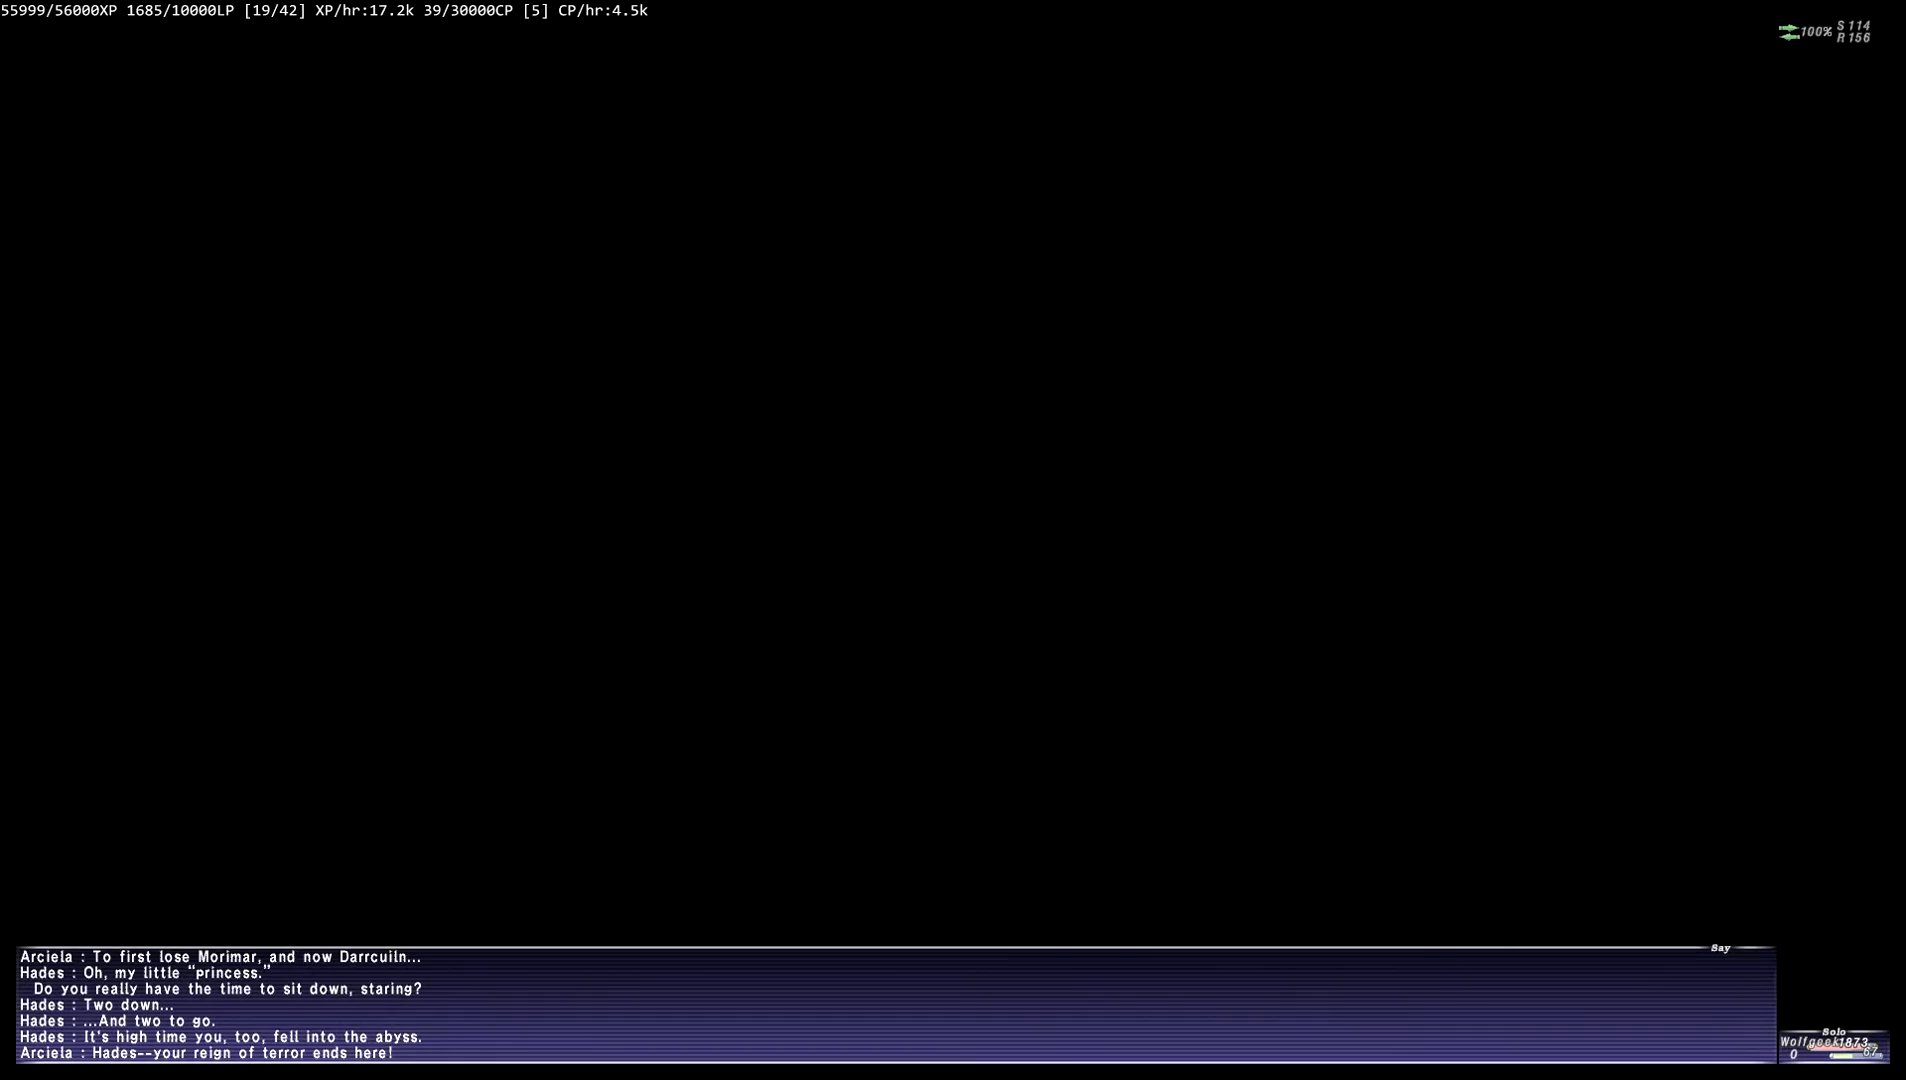 55999/56000XP 1685/10000LP [19/42] XP/hr:17.2k 39/30000CP [5] CP/hr:4.5k
100% S 114
R 156
Say
Arciela : To first lose Morimar, and now Darrcuiln...
Hades : Oh, my little “princess.”
Do you really have the time to sit down, staring?
Hades : Two down...
Hades : ...And two to go.
Hades : It's high time you, too, fell into the abyss.
Arciela : Hades--your reign of terror ends here!
Solo
Wolfgeek1873
0 67